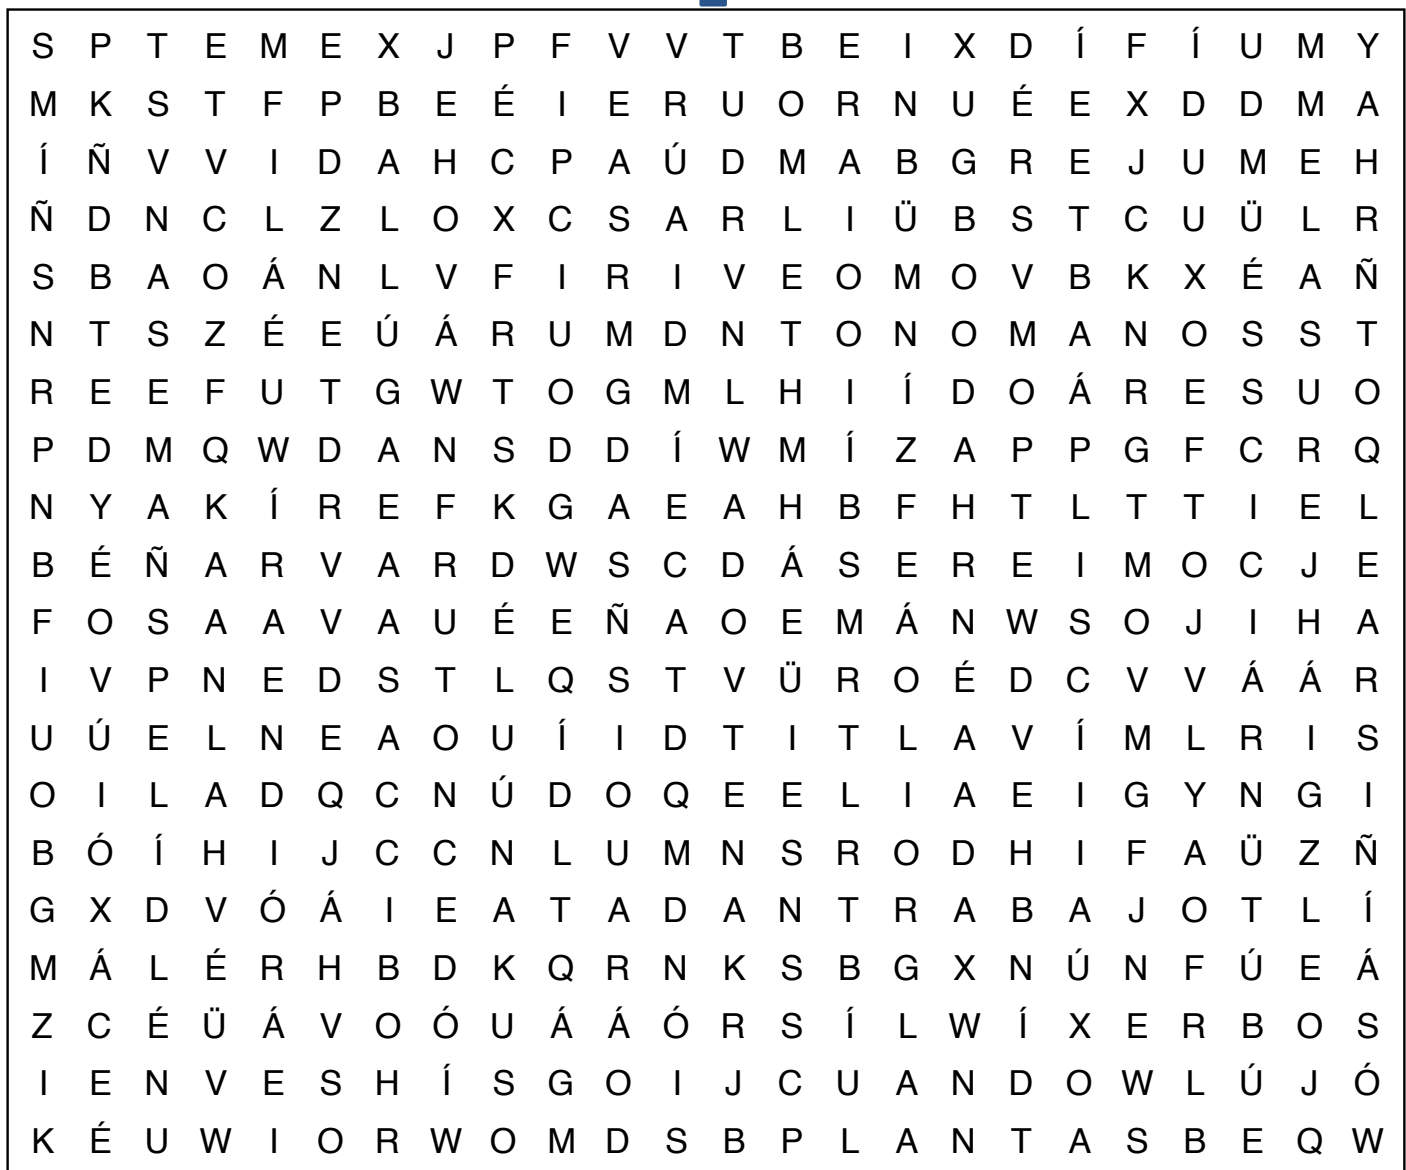 S P T E M E X J P F V V T B E I X D Í F Í U M Y
M K S T F P B E É I E R U O R N U É E X D D M A
Í Ñ V V I D A H C P A Ú D M A B G R E J U M E H
Ñ D N C L Z L O X C S A R L I Ü B S T C U Ü L R
S B A O Á N L V F I R I V E O M O V B K X É A Ñ
N T S Z É E Ú Á R U M D N T O N O M A N O S S T
R E E F U T G W T O G M L H I Í D O Á R E S U O
P D M Q W D A N S D D Í W M Í Z A P P G F C R Q
N Y A K Í R E F K G A E A H B F H T L T T I E L
B É Ñ A R V A R D W S C D Á S E R E I M O C J E
F O S A A V A U É E Ñ A O E M Á N W S O J I H A
I V P N E D S T L Q S T V Ü R O É D C V V Á Á R
U Ú E L N E A O U Í I D T I T L A V Í M L R I S
O I L A D Q C N Ú D O Q E E L I A E I G Y N G I
B Ó Í H I J C C N L U M N S R O D H I F A Ü Z Ñ
G X D V Ó Á I E A T A D A N T R A B A J O T L Í
M Á L É R H B D K Q R N K S B G X N Ú N F Ú E Á
Z C É Ü Á V O Ó U Á Á Ó R S Í L W Í X E R B O S
I E N V E S H Í S G O I J C U A N D O W L Ú J Ó
K É U W I O R W O M D S B P L A N T A S B E Q W